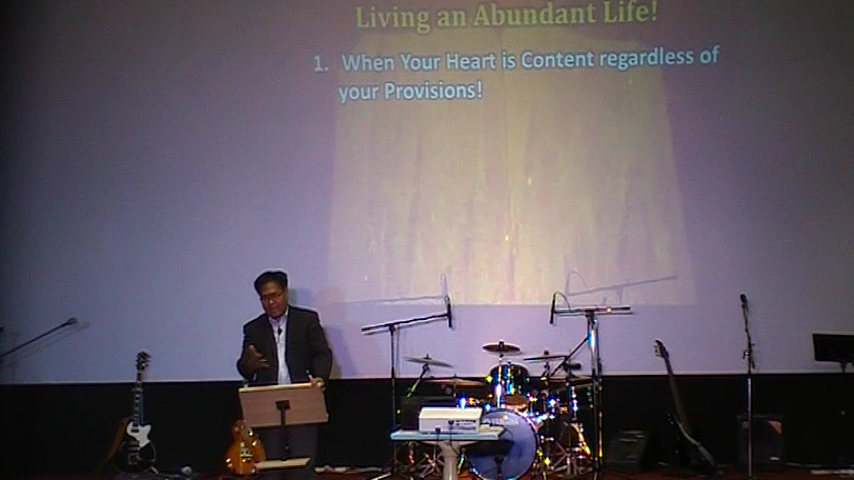 Living an Abundant Life!
1. When Your Heart is Content regardless of
your Provisions!